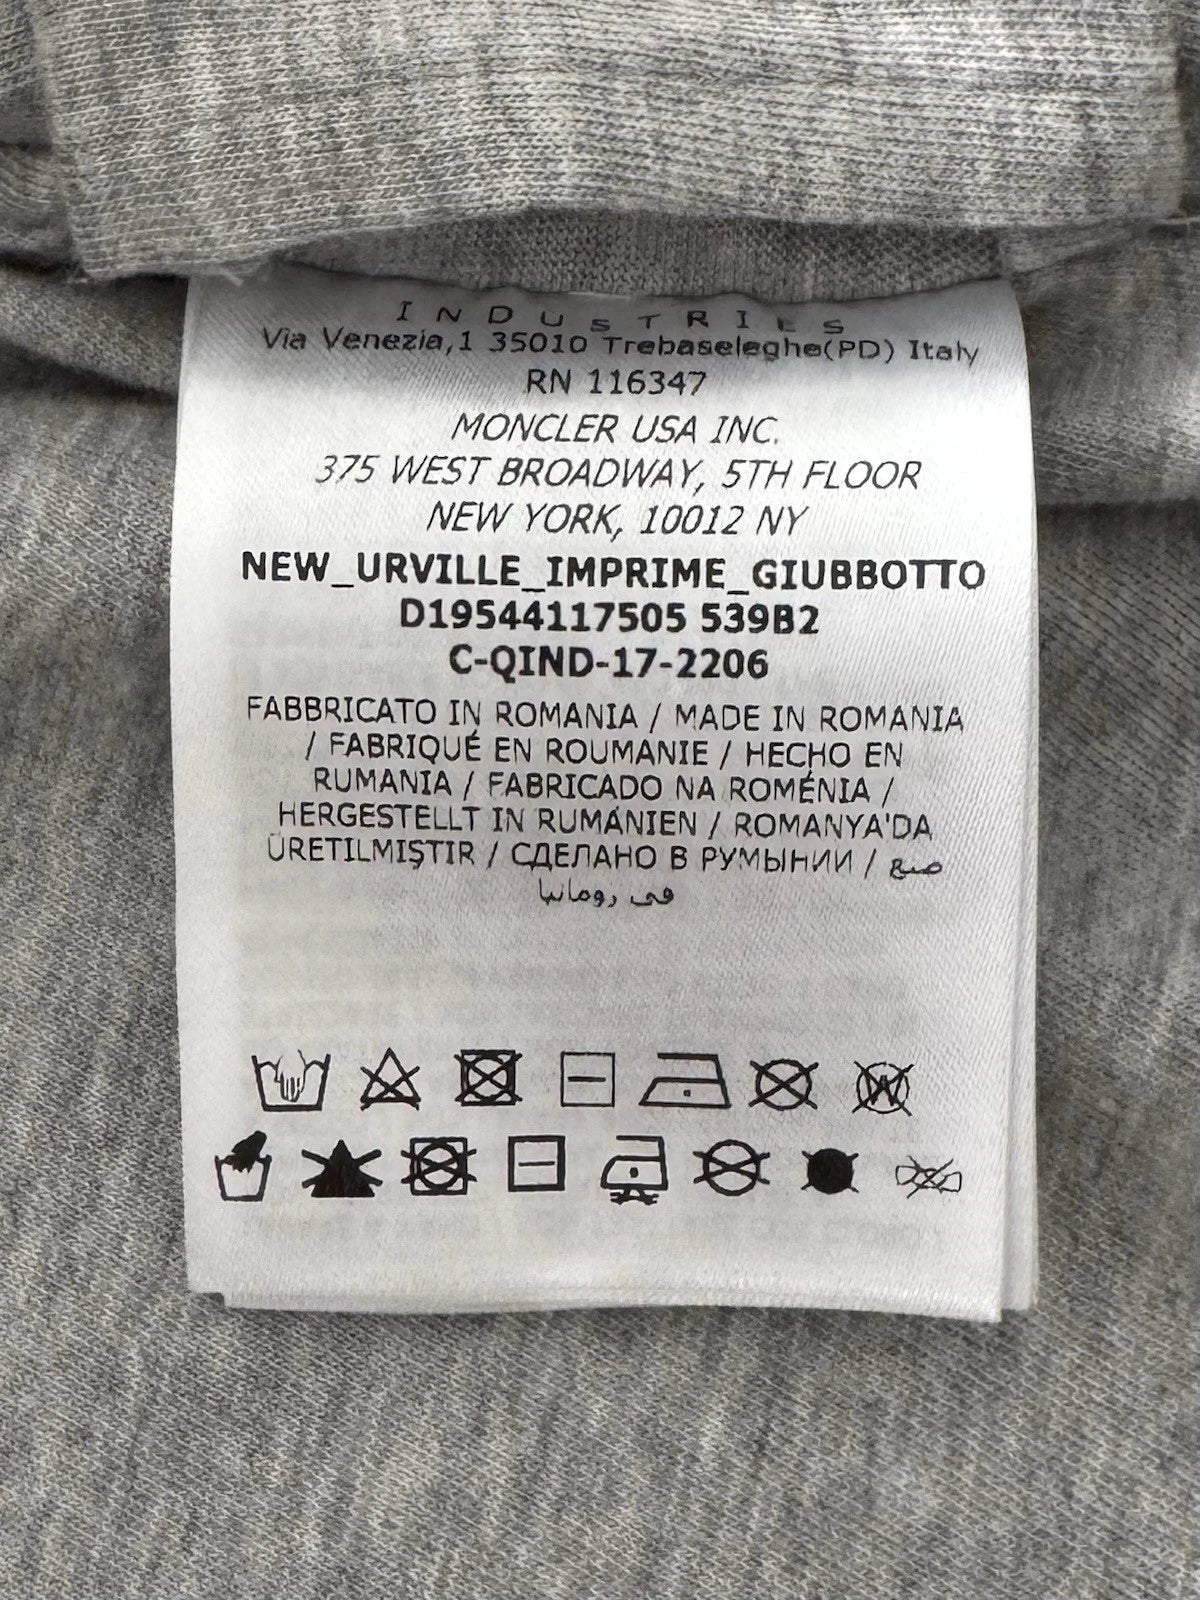 INDUSTRIES
Via Venezia,1 35010 Trebaseleghe(PD) Italy
RN 116347
MONCLER USA INC.
375 WEST BROADWAY, 5TH FLOOR
NEW YORK, 10012 NY
NEW_URVILLE_IMPRIME_GIUBBOTTO
D19544117505 539B2
C-QIND-17-2206
FABBRICATO IN ROMANIA / MADE IN ROMANIA
/ FABRIQUÉ EN ROUMANIE / HECHO EN
RUMANIA / FABRICADO NA ROMÉNIA /
HERGESTELLT IN RUMÄNIEN / ROMANYA'DA
ÜRETILMIŞTIR / СДЕЛАНО В РУМЫНИИ / صنع
في رومانيا
W